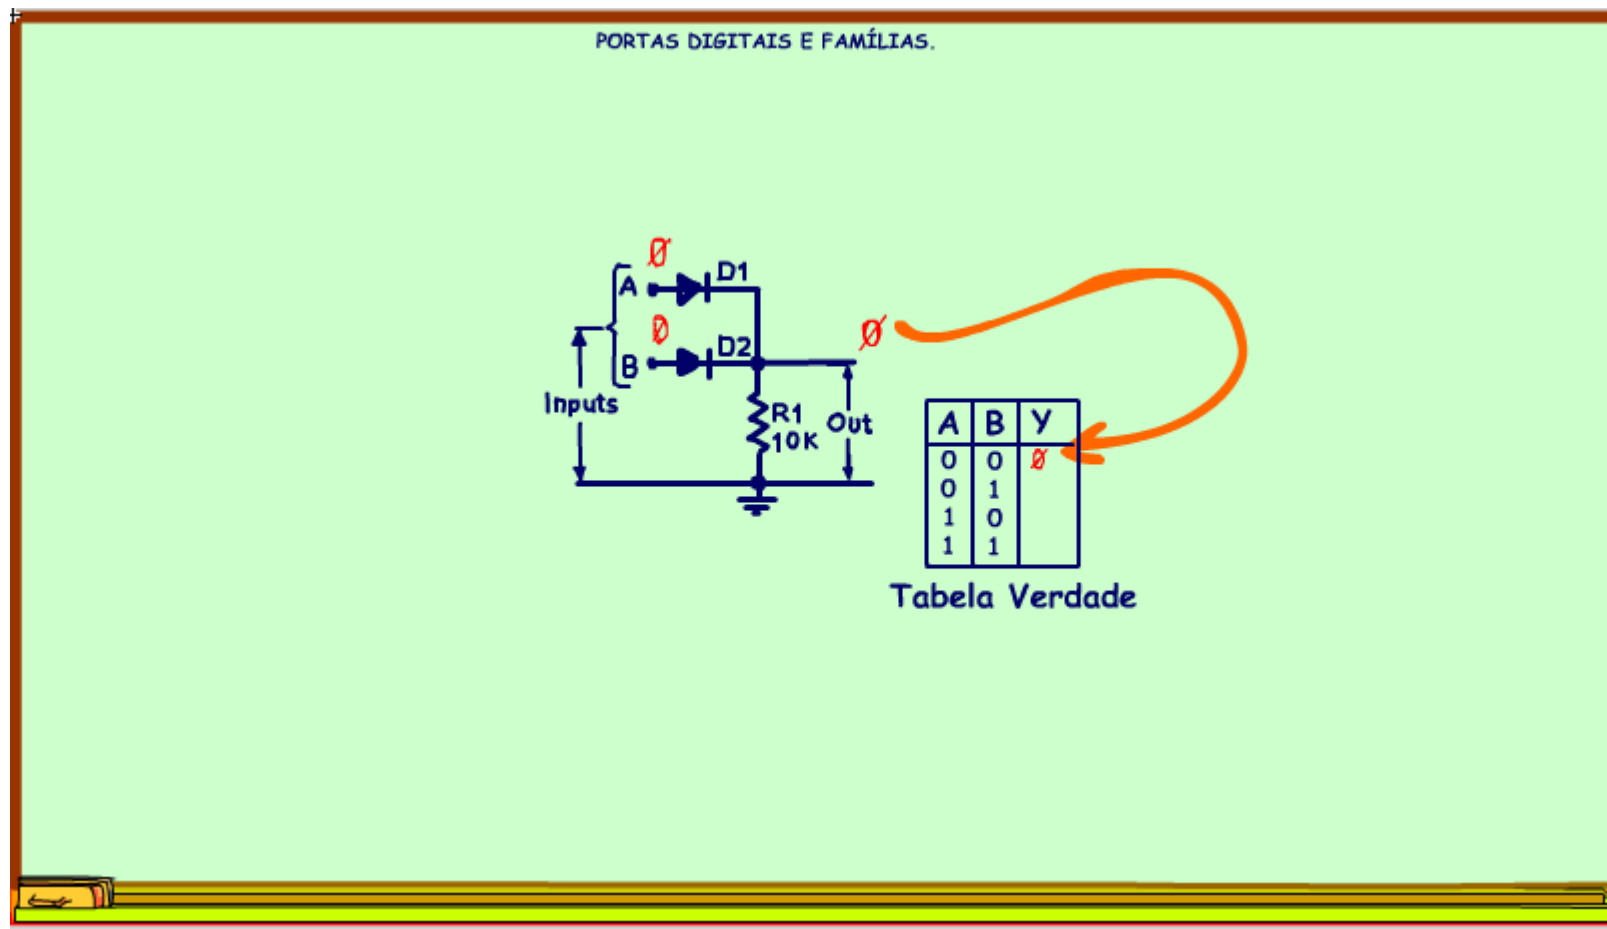 PORTAS DIGITAIS E FAMÍLIAS.
Ø
A
D1
Ø
B
D2
Ø
Inputs
R1
10K
Out
A B Y
0 0 Ø
0 1
1 0
1 1
Tabela Verdade